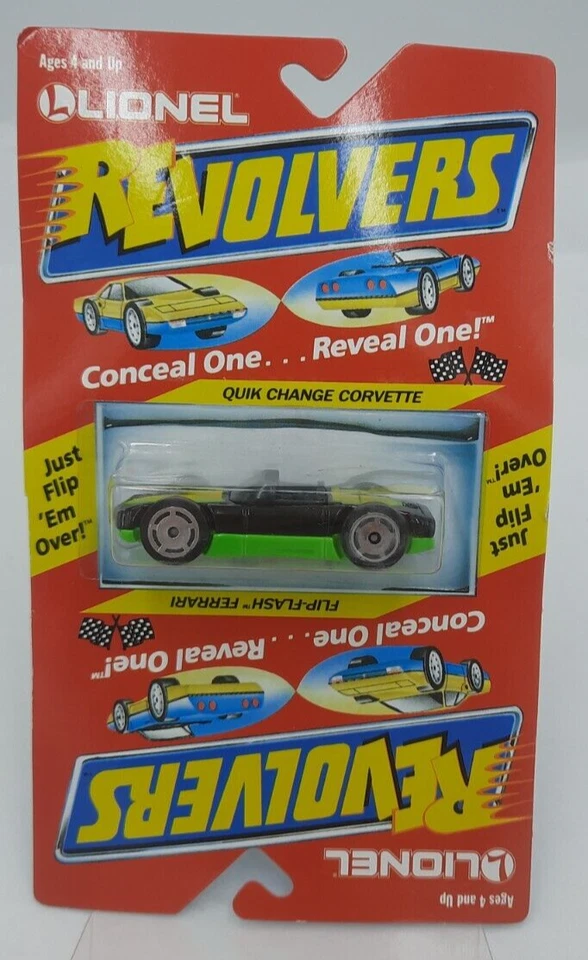 Ages 4 and Up
LIONEL
REVOLVERS™
Conceal One... Reveal One!™
QUIK CHANGE CORVETTE
Just
Flip
'Em
Over!™
Just
Flip
'Em
Over!™
FLIP-FLASH™ FERRARI
Conceal One... Reveal One!™
REVOLVERS
LIONEL
Ages 4 and Up